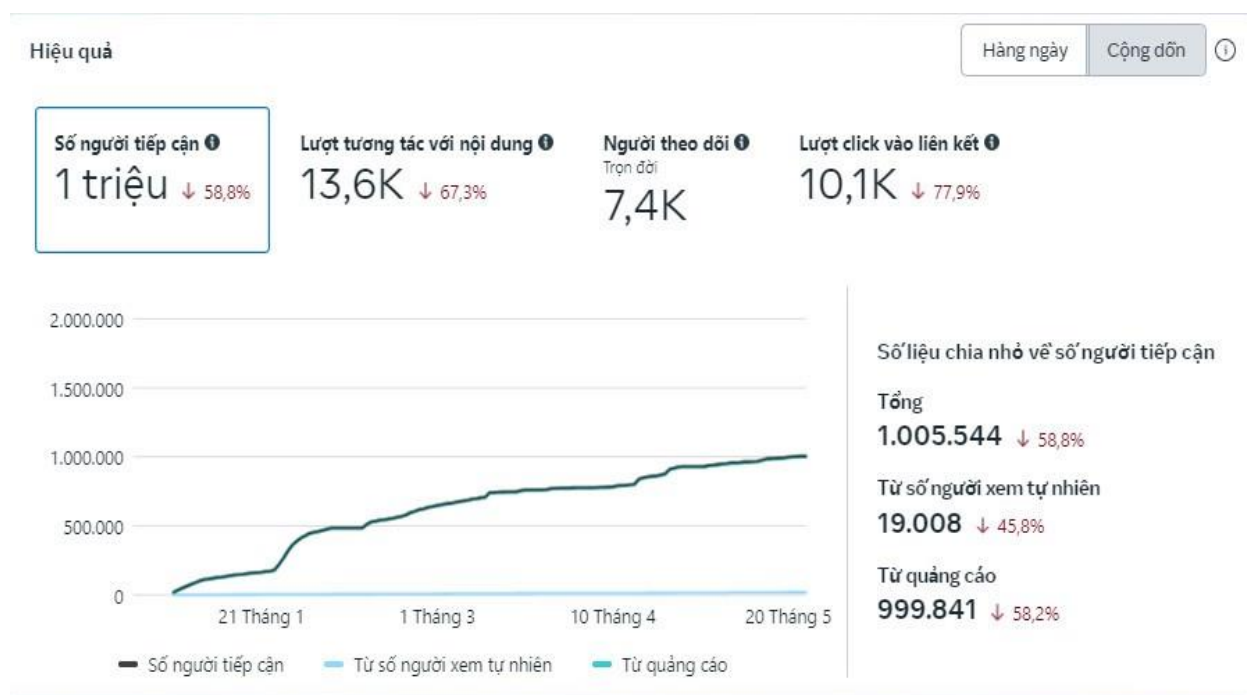 Hiệu quả
Hàng ngày
Cộng dồn
Số người tiếp cận
1 triệu ↓ 58,8%
Lượt tương tác với nội dung
13,6K ↓ 67,3%
Người theo dõi
Trọn đời
7,4K
Lượt click vào liên kết
10,1K ↓ 77,9%
2.000.000
1.500.000
1.000.000
500.000
0
21 Tháng 1
1 Tháng 3
10 Tháng 4
20 Tháng 5
Số người tiếp cận
Từ số người xem tự nhiên
Từ quảng cáo
Số liệu chia nhỏ về số người tiếp cận
Tổng
1.005.544 ↓ 58,8%
Từ số người xem tự nhiên
19.008 ↓ 45,8%
Từ quảng cáo
999.841 ↓ 58,2%